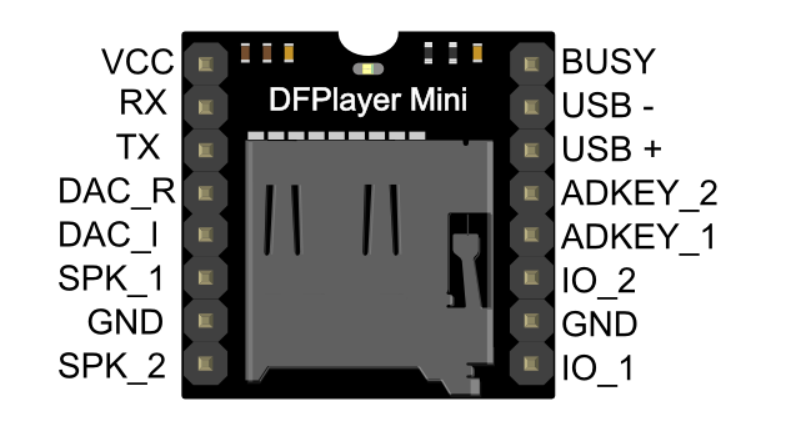 VCC
RX
TX
DAC_R
DAC_I
SPK_1
GND
SPK_2
DFPlayer Mini
BUSY
USB -
USB +
ADKEY_2
ADKEY_1
IO_2
GND
IO_1